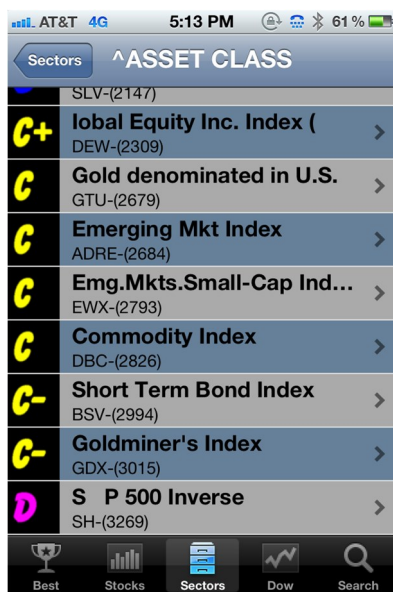 AT&T 4G 5:13 PM 61 %
Sectors ^ASSET CLASS
SLV-(2147)
C+ lobal Equity Inc. Index (
DEW-(2309)
C Gold denominated in U.S.
GTU-(2679)
C Emerging Mkt Index
ADRE-(2684)
C Emg.Mkts.Small-Cap Ind...
EWX-(2793)
C Commodity Index
DBC-(2826)
C- Short Term Bond Index
BSV-(2994)
C- Goldminer's Index
GDX-(3015)
D S P 500 Inverse
SH-(3269)
Best Stocks Sectors Dow Search